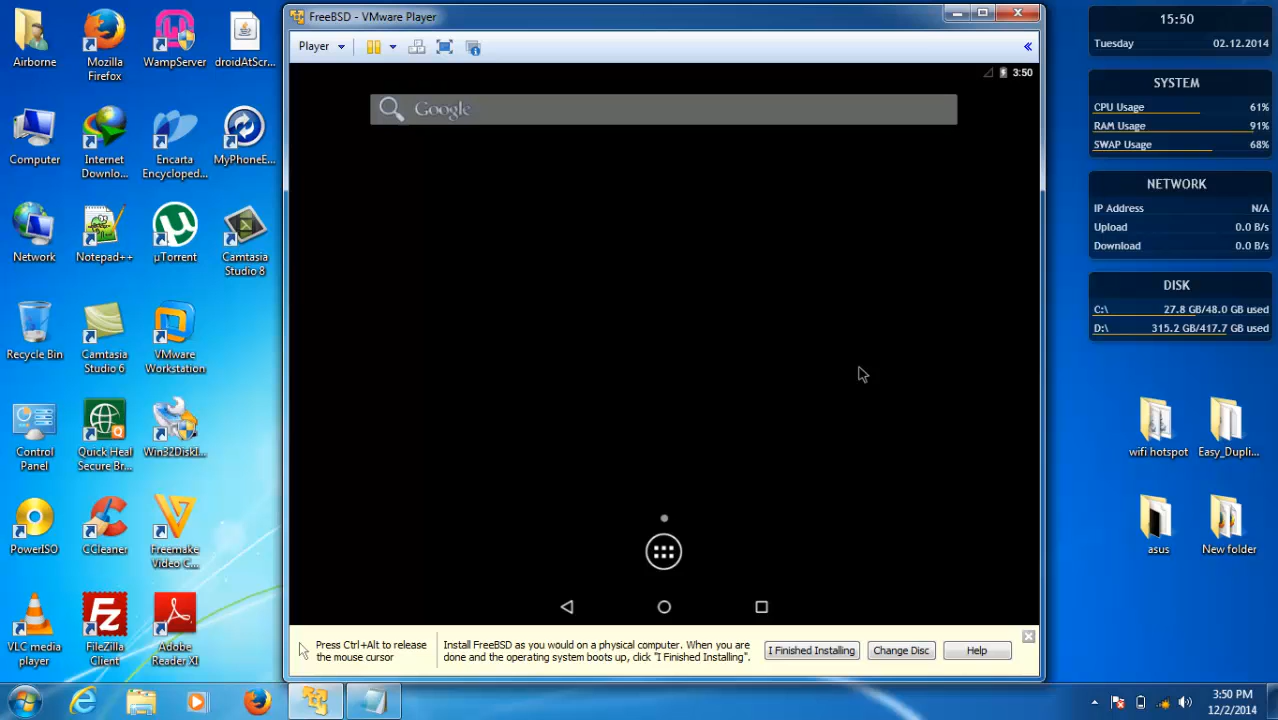 Airborne
Mozilla
Firefox
WampServer
droidAtScr...
Computer
Internet
Downlo...
Encarta
Encycloped...
MyPhoneE...
Network
Notepad++
µTorrent
Camtasia
Studio 8
Recycle Bin
Camtasia
Studio 6
VMware
Workstation
Control
Panel
Quick Heal
Secure Br...
Win32DiskI...
PowerISO
CCleaner
Freemake
Video C...
VLC media
player
FileZilla
Client
Adobe
Reader XI
FreeBSD - VMware Player
Player
3:50
Google
Press Ctrl+Alt to release
the mouse cursor
Install FreeBSD as you would on a physical computer. When you are
done and the operating system boots up, click "I Finished Installing".
I Finished Installing
Change Disc
Help
15:50
Tuesday 02.12.2014
SYSTEM
CPU Usage 61%
RAM Usage 91%
SWAP Usage 68%
NETWORK
IP Address N/A
Upload 0.0 B/s
Download 0.0 B/s
DISK
C:\ 27.8 GB/48.0 GB used
D:\ 315.2 GB/417.7 GB used
wifi hotspot
Easy_Dupli...
asus
New folder
3:50 PM
12/2/2014